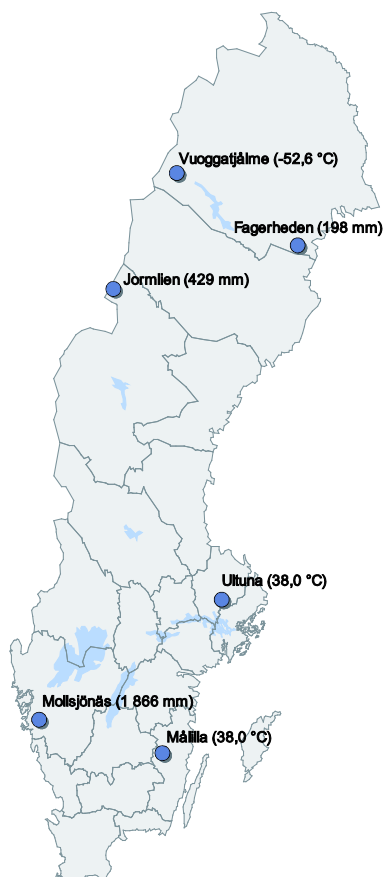 Vuoggatjålme (-52,6 °C)
Fagerheden (198 mm)
Jormlien (429 mm)
Ultuna (38,0 °C)
Mollsjönäs (1 866 mm)
Målilla (38,0 °C)